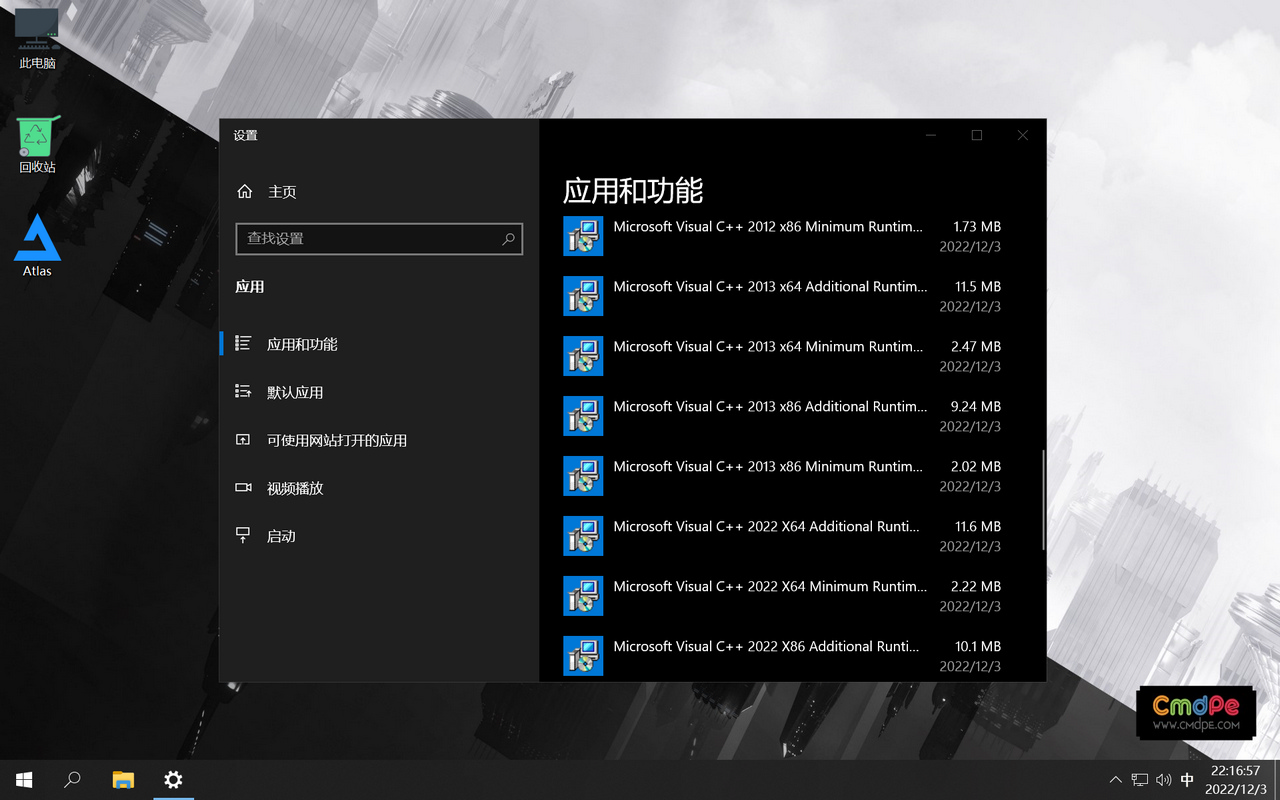 此电脑
回收站
Atlas
设置
主页
查找设置
应用
应用和功能
默认应用
可使用网站打开的应用
视频播放
启动
应用和功能
Microsoft Visual C++ 2012 x86 Minimum Runtim... 1.73 MB
2022/12/3
Microsoft Visual C++ 2013 x64 Additional Runtim... 11.5 MB
2022/12/3
Microsoft Visual C++ 2013 x64 Minimum Runtim... 2.47 MB
2022/12/3
Microsoft Visual C++ 2013 x86 Additional Runtim... 9.24 MB
2022/12/3
Microsoft Visual C++ 2013 x86 Minimum Runtim... 2.02 MB
2022/12/3
Microsoft Visual C++ 2022 X64 Additional Runti... 11.6 MB
2022/12/3
Microsoft Visual C++ 2022 X64 Minimum Runtim... 2.22 MB
2022/12/3
Microsoft Visual C++ 2022 X86 Additional Runti... 10.1 MB
2022/12/3
CmdPe
www.CMDPE.COM
中
22:16:57
2022/12/3